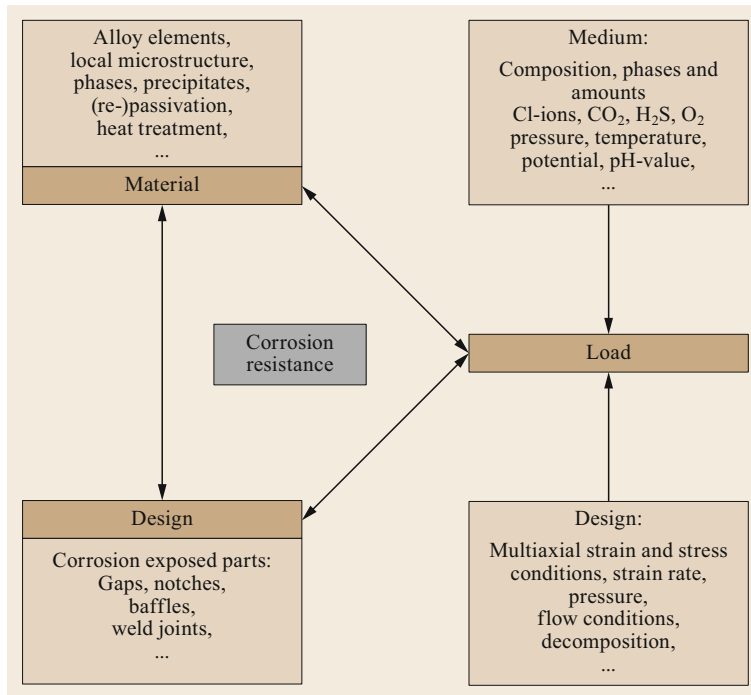 Alloy elements,
local microstructure,
phases, precipitates,
(re-)passivation,
heat treatment,
...
Material
Medium:
Composition, phases and
amounts
Cl-ions, CO₂, H₂S, O₂
pressure, temperature,
potential, pH-value,
...
Corrosion
resistance
Load
Design
Corrosion exposed parts:
Gaps, notches,
baffles,
weld joints,
...
Design:
Multiaxial strain and stress
conditions, strain rate,
pressure,
flow conditions,
decomposition,
...